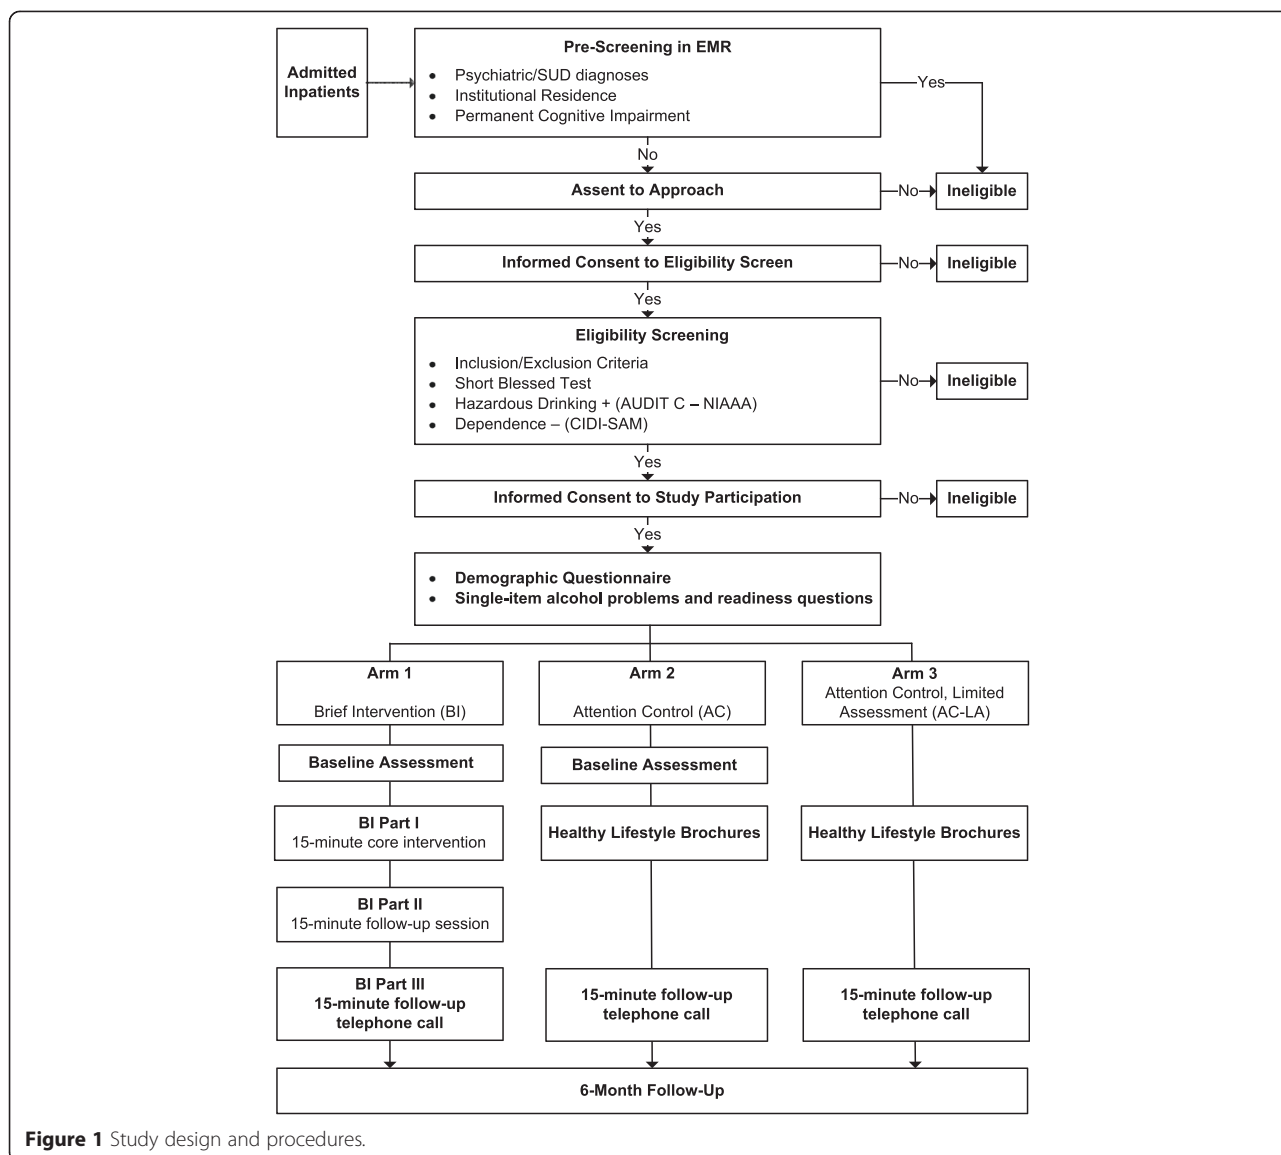 Admitted
Inpatients
Pre-Screening in EMR
• Psychiatric/SUD diagnoses
• Institutional Residence
• Permanent Cognitive Impairment
Yes
No
Assent to Approach
No
Ineligible
Yes
Informed Consent to Eligibility Screen
No
Ineligible
Yes
Eligibility Screening
• Inclusion/Exclusion Criteria
• Short Blessed Test
• Hazardous Drinking + (AUDIT C – NIAAA)
• Dependence – (CIDI-SAM)
No
Ineligible
Yes
Informed Consent to Study Participation
No
Ineligible
Yes
• Demographic Questionnaire
• Single-item alcohol problems and readiness questions
Arm 1
Brief Intervention (BI)
Arm 2
Attention Control (AC)
Arm 3
Attention Control, Limited
Assessment (AC-LA)
Baseline Assessment
Baseline Assessment
BI Part I
15-minute core intervention
Healthy Lifestyle Brochures
Healthy Lifestyle Brochures
BI Part II
15-minute follow-up session
BI Part III
15-minute follow-up
telephone call
15-minute follow-up
telephone call
15-minute follow-up
telephone call
6-Month Follow-Up
Figure 1 Study design and procedures.